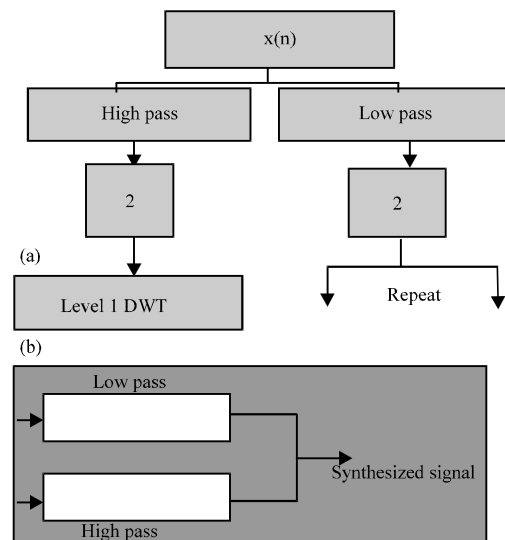 x(n)
High pass
Low pass
2
2
(a)
Level 1 DWT
Repeat
(b)
Low pass
Synthesized signal
High pass